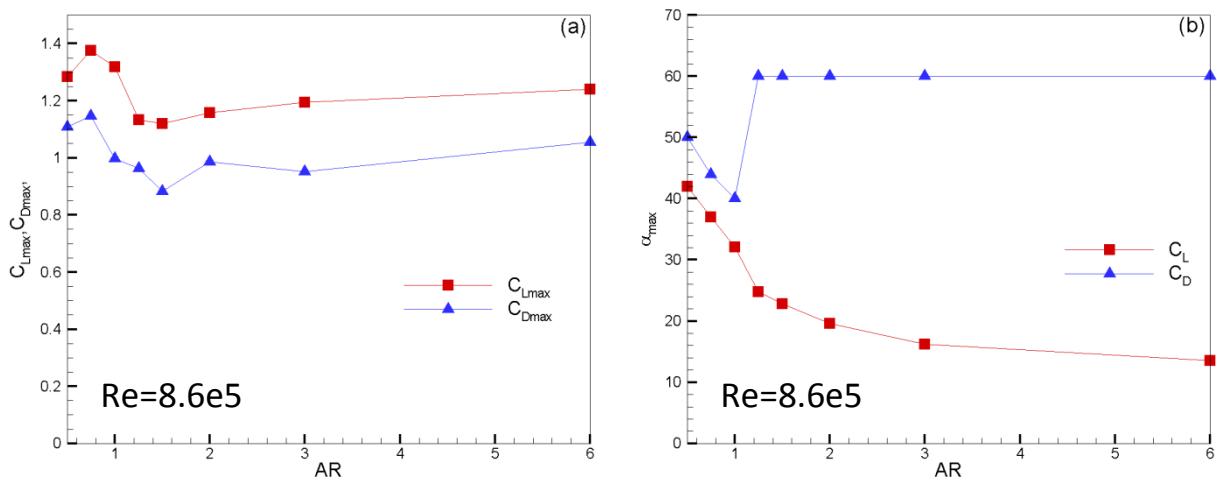 (a)
1.4
1.2
1
0.8
0.6
0.4
0.2
0
C_Lmax, C_Dmax,
C_Lmax
C_Dmax
Re=8.6e5
1 2 3 4 5 6
AR
(b)
70
60
50
40
30
20
10
0
α_max
C_L
C_D
Re=8.6e5
1 2 3 4 5 6
AR